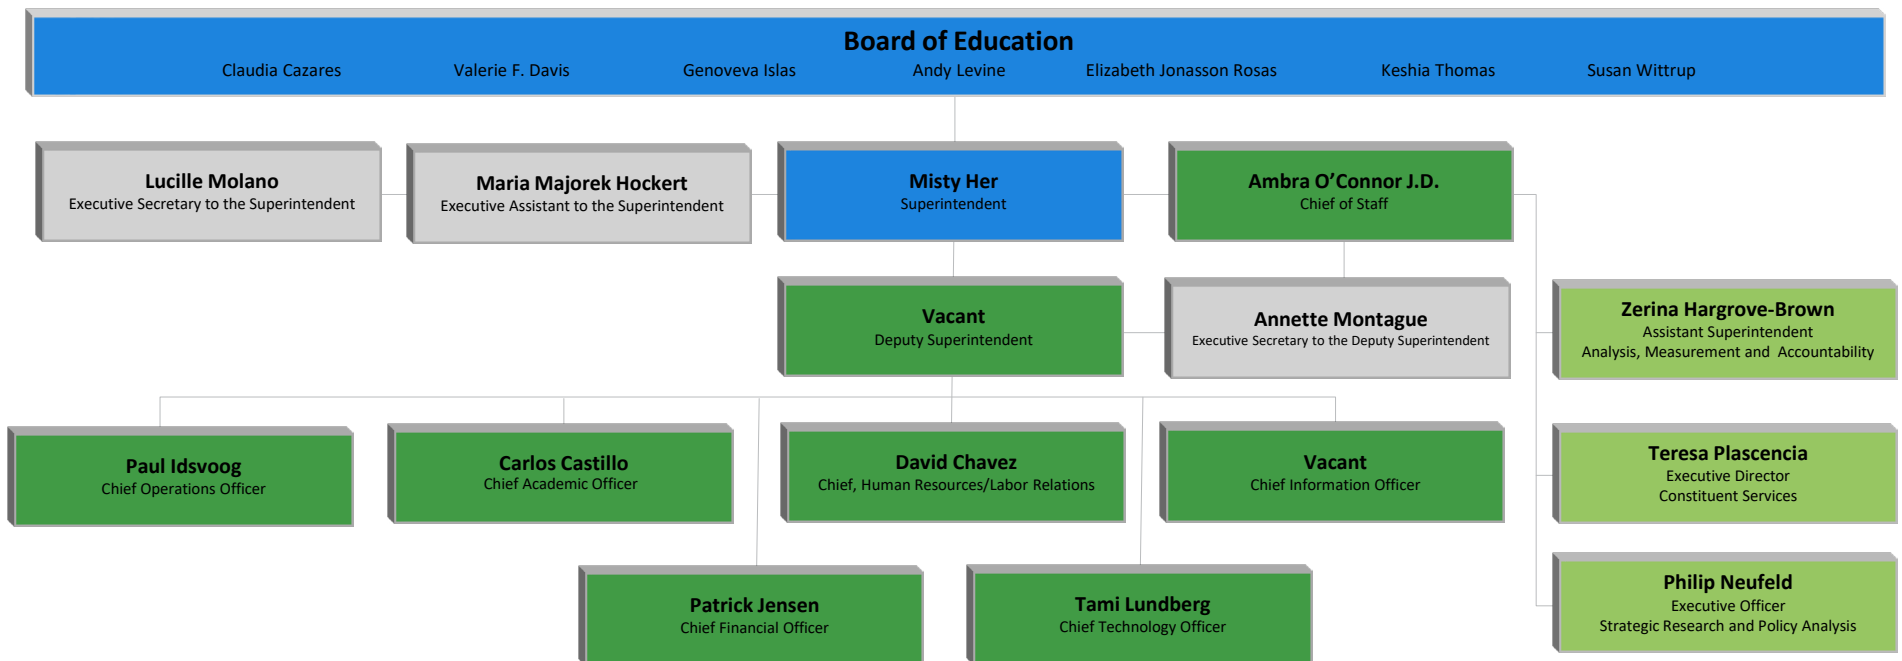 Board of Education
Claudia Cazares Valerie F. Davis Genoveva Islas Andy Levine Elizabeth Jonasson Rosas Keshia Thomas Susan Wittrup
Lucille Molano
Executive Secretary to the Superintendent
Maria Majorek Hockert
Executive Assistant to the Superintendent
Misty Her
Superintendent
Ambra O’Connor J.D.
Chief of Staff
Vacant
Deputy Superintendent
Annette Montague
Executive Secretary to the Deputy Superintendent
Zerina Hargrove-Brown
Assistant Superintendent
Analysis, Measurement and Accountability
Paul Idsvoog
Chief Operations Officer
Carlos Castillo
Chief Academic Officer
David Chavez
Chief, Human Resources/Labor Relations
Vacant
Chief Information Officer
Teresa Plascencia
Executive Director
Constituent Services
Patrick Jensen
Chief Financial Officer
Tami Lundberg
Chief Technology Officer
Philip Neufeld
Executive Officer
Strategic Research and Policy Analysis